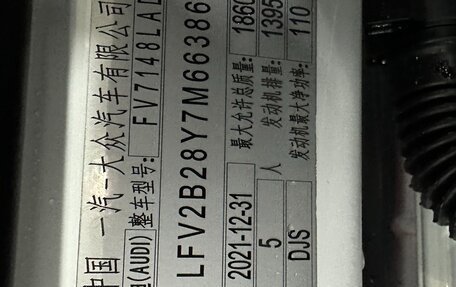 中国 一汽-大众汽车有限公司
(AUDI) 整车型号: FV7148LAD
LFV2B28Y7M66386
2021-12-31 最大允许总质量: 1860
5 人 发动机排量: 1395
DJS 发动机最大净功率: 110